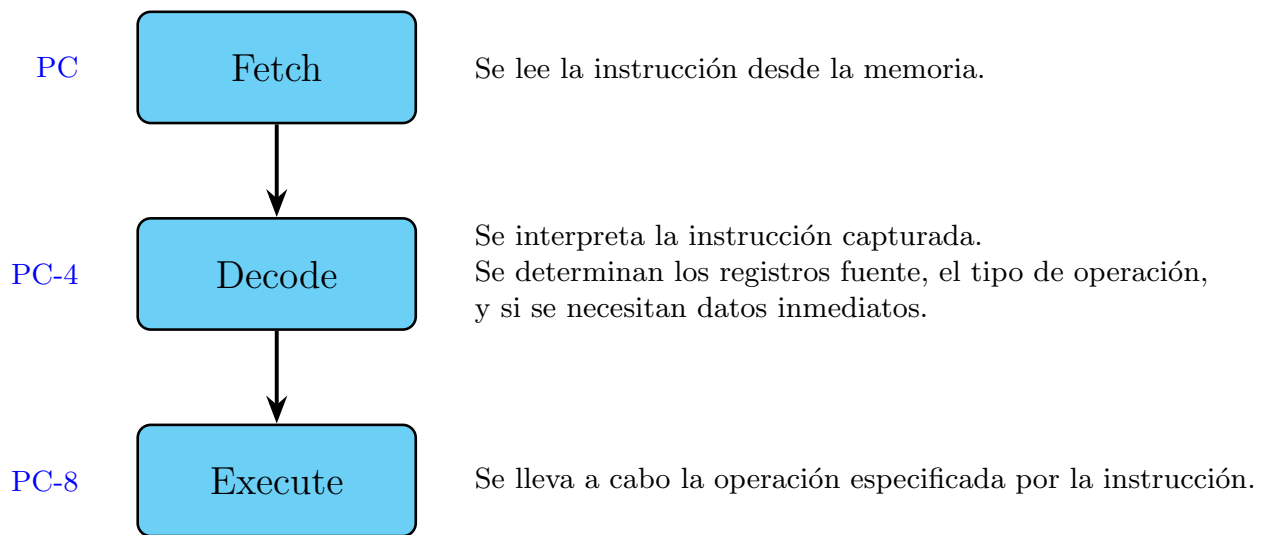 PC
Fetch
Se lee la instrucción desde la memoria.
Se interpreta la instrucción capturada.
PC-4
Decode
Se determinan los registros fuente, el tipo de operación,
y si se necesitan datos inmediatos.
PC-8
Execute
Se lleva a cabo la operación especificada por la instrucción.